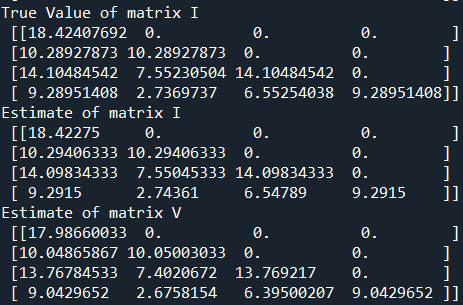 True Value of matrix I
[[18.42407692 0. 0. 0. ]
[10.28927873 10.28927873 0. 0. ]
[14.10484542 7.55230504 14.10484542 0. ]
[ 9.28951408 2.7369737 6.55254038 9.28951408]]
Estimate of matrix I
[[18.42275 0. 0. 0. ]
[10.29406333 10.29406333 0. 0. ]
[14.09834333 7.55045333 14.09834333 0. ]
[ 9.2915 2.74361 6.54789 9.2915 ]]
Estimate of matrix V
[[17.98660033 0. 0. 0. ]
[10.04865867 10.05003033 0. 0. ]
[13.76784533 7.4020672 13.769217 0. ]
[ 9.0429652 2.6758154 6.39500207 9.0429652 ]]